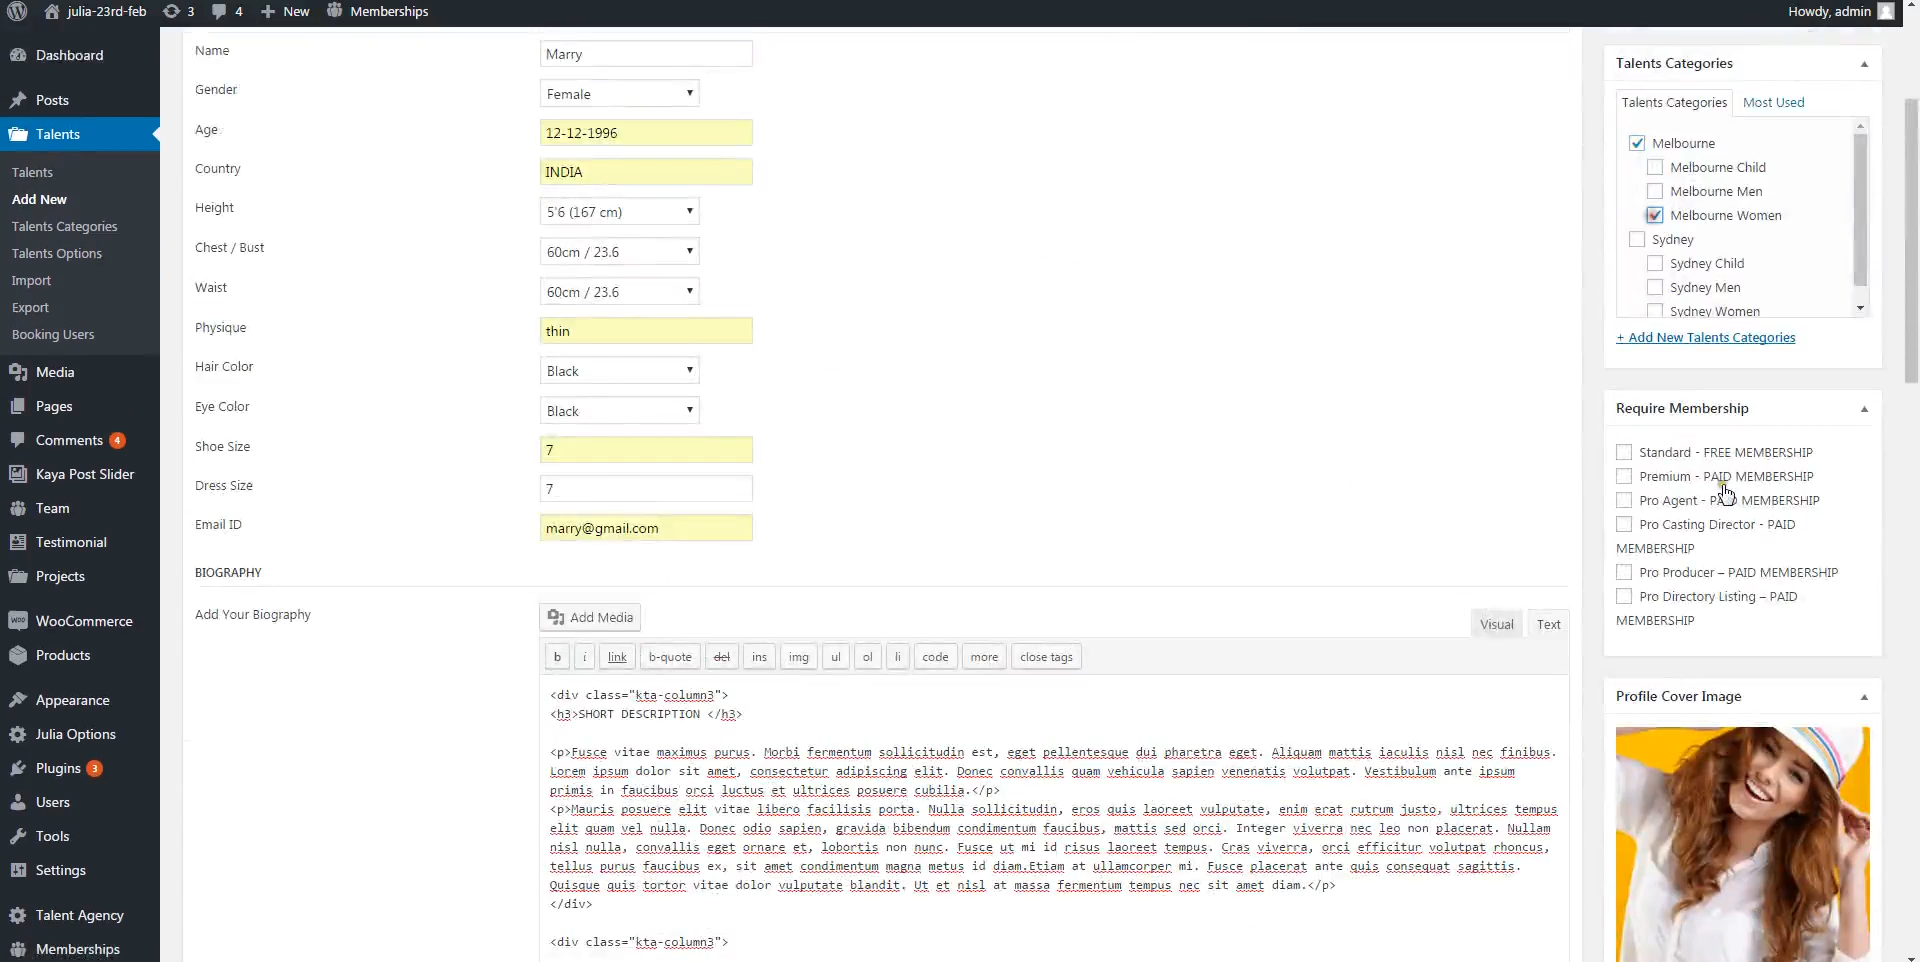 julia-23rd-feb 3 4 New Memberships Howdy, admin
Dashboard
Posts
Talents
Talents
Add New
Talents Categories
Talents Options
Import
Export
Booking Users
Media
Pages
Comments 4
Kaya Post Slider
Team
Testimonial
Projects
WooCommerce
Products
Appearance
Julia Options
Plugins 3
Users
Tools
Settings
Talent Agency
Memberships
Name Marry
Gender Female
Age 12-12-1996
Country INDIA
Height 5'6 (167 cm)
Chest / Bust 60cm / 23.6
Waist 60cm / 23.6
Physique thin
Hair Color Black
Eye Color Black
Shoe Size 7
Dress Size 7
Email ID marry@gmail.com
BIOGRAPHY
Add Your Biography Add Media Visual Text
b i link b-quote del ins img ul ol li code more close tags
<div class="kta-column3">
<h3>SHORT DESCRIPTION </h3>
<p>Fusce vitae maximus purus. Morbi fermentum sollicitudin est, eget pellentesque dui pharetra eget. Aliquam mattis iaculis nisl nec finibus.
Lorem ipsum dolor sit amet, consectetur adipiscing elit. Donec convallis quam vehicula sapien venenatis volutpat. Vestibulum ante ipsum
primis in faucibus orci luctus et ultrices posuere cubilia.</p>
<p>Mauris posuere elit vitae libero facilisis porta. Nulla sollicitudin, eros quis laoreet vulputate, enim erat rutrum justo, ultrices tempus
elit quam vel nulla. Donec odio sapien, gravida bibendum condimentum faucibus, mattis sed orci. Integer viverra nec leo non placerat. Nullam
nisl nulla, convallis eget ornare et, lobortis non nunc. Fusce ut mi id risus laoreet tempus. Cras viverra, orci efficitur volutpat rhoncus,
tellus purus faucibus ex, sit amet condimentum magna metus id diam.Etiam at ullamcorper mi. Fusce placerat ante quis consequat sagittis.
Quisque quis tortor vitae dolor vulputate blandit. Ut et nisl at massa fermentum tempus nec sit amet diam.</p>
</div>
<div class="kta-column3">
Talents Categories
Talents Categories Most Used
Melbourne
Melbourne Child
Melbourne Men
Melbourne Women
Sydney
Sydney Child
Sydney Men
Sydney Women
+ Add New Talents Categories
Require Membership
Standard - FREE MEMBERSHIP
Premium - PAID MEMBERSHIP
Pro Agent - PAID MEMBERSHIP
Pro Casting Director - PAID
MEMBERSHIP
Pro Producer – PAID MEMBERSHIP
Pro Directory Listing – PAID
MEMBERSHIP
Profile Cover Image